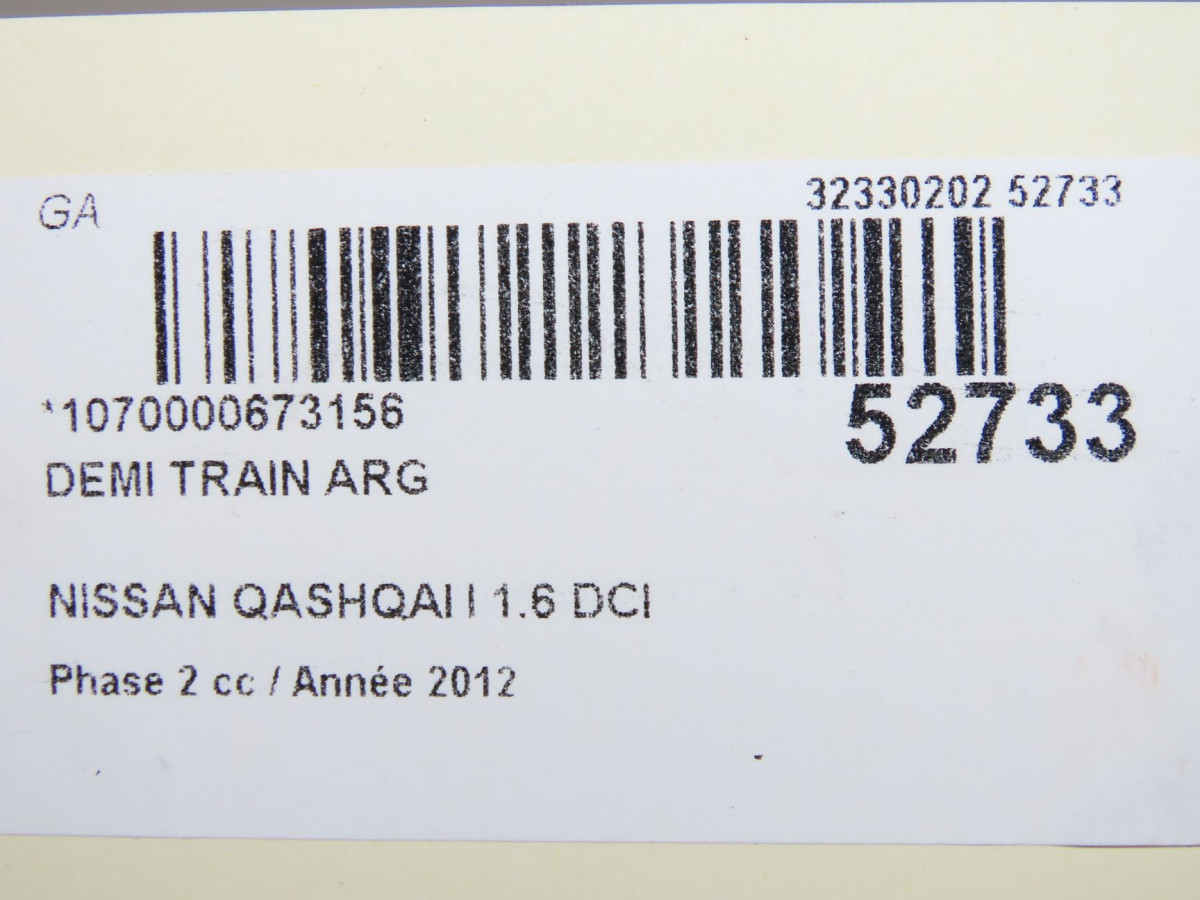 GA
32330202 52733
*1070000673156
52733
DEMI TRAIN ARG
NISSAN QASHQAI I 1.6 DCI
Phase 2 cc / Année 2012